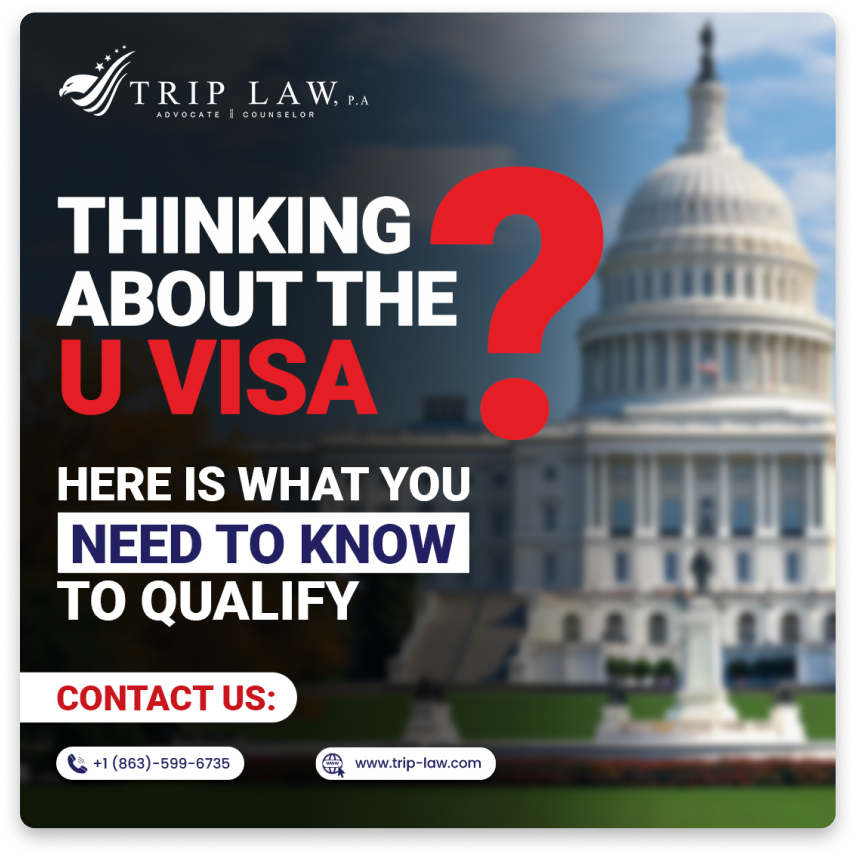 TRIP LAW, P.A
ADVOCATE || COUNSELOR
THINKING
ABOUT THE
U VISA ?
HERE IS WHAT YOU
NEED TO KNOW
TO QUALIFY
CONTACT US:
+1 (863)-599-6735
www.trip-law.com